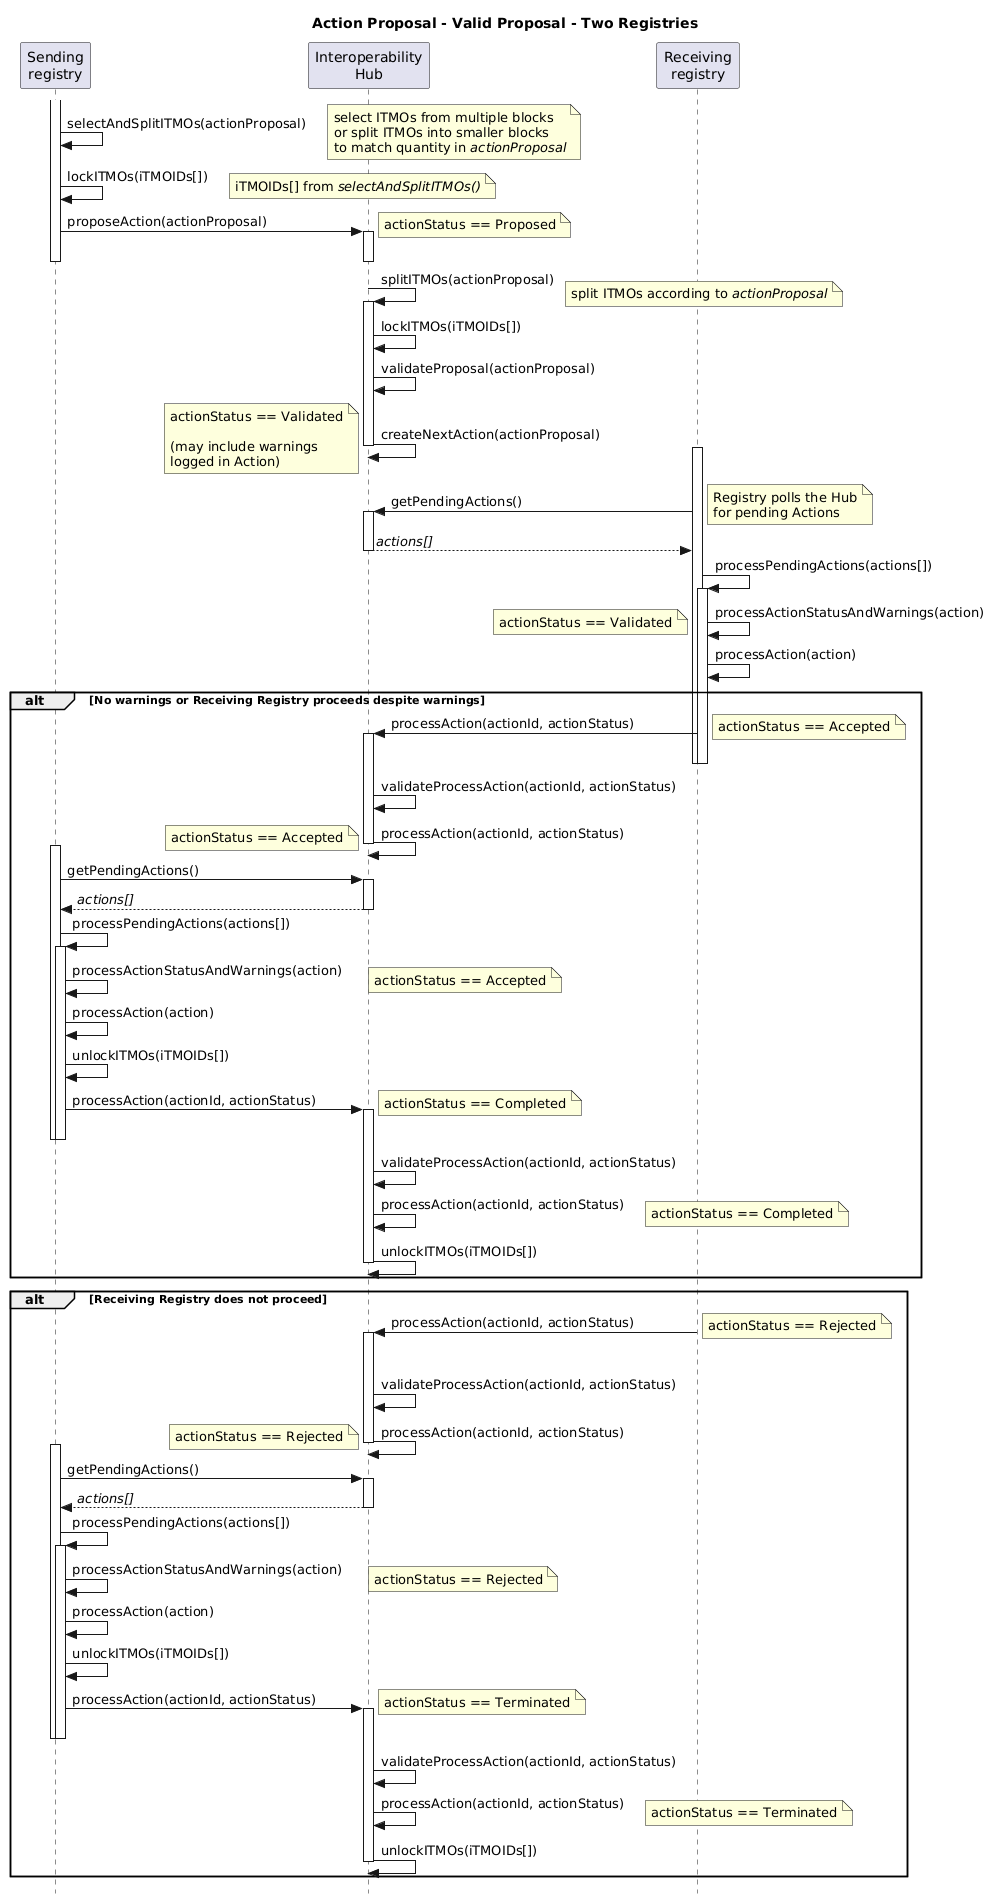 Action Proposal - Valid Proposal - Two Registries
Sending
registry
Interoperability
Hub
Receiving
registry
selectAndSplitITMOs(actionProposal)
select ITMOs from multiple blocks
or split ITMOs into smaller blocks
to match quantity in actionProposal
lockITMOs(iTMOIDs[])
iTMOIDs[] from selectAndSplitITMOs()
proposeAction(actionProposal)
actionStatus == Proposed
splitITMOs(actionProposal)
split ITMOs according to actionProposal
lockITMOs(iTMOIDs[])
validateProposal(actionProposal)
actionStatus == Validated
(may include warnings
logged in Action)
createNextAction(actionProposal)
getPendingActions()
Registry polls the Hub
for pending Actions
actions[]
processPendingActions(actions[])
processActionStatusAndWarnings(action)
actionStatus == Validated
processAction(action)
alt
[No warnings or Receiving Registry proceeds despite warnings]
processAction(actionId, actionStatus)
actionStatus == Accepted
validateProcessAction(actionId, actionStatus)
processAction(actionId, actionStatus)
actionStatus == Accepted
getPendingActions()
actions[]
processPendingActions(actions[])
processActionStatusAndWarnings(action)
actionStatus == Accepted
processAction(action)
unlockITMOs(iTMOIDs[])
processAction(actionId, actionStatus)
actionStatus == Completed
validateProcessAction(actionId, actionStatus)
processAction(actionId, actionStatus)
actionStatus == Completed
unlockITMOs(iTMOIDs[])
alt
[Receiving Registry does not proceed]
processAction(actionId, actionStatus)
actionStatus == Rejected
validateProcessAction(actionId, actionStatus)
processAction(actionId, actionStatus)
actionStatus == Rejected
getPendingActions()
actions[]
processPendingActions(actions[])
processActionStatusAndWarnings(action)
actionStatus == Rejected
processAction(action)
unlockITMOs(iTMOIDs[])
processAction(actionId, actionStatus)
actionStatus == Terminated
validateProcessAction(actionId, actionStatus)
processAction(actionId, actionStatus)
actionStatus == Terminated
unlockITMOs(iTMOIDs[])